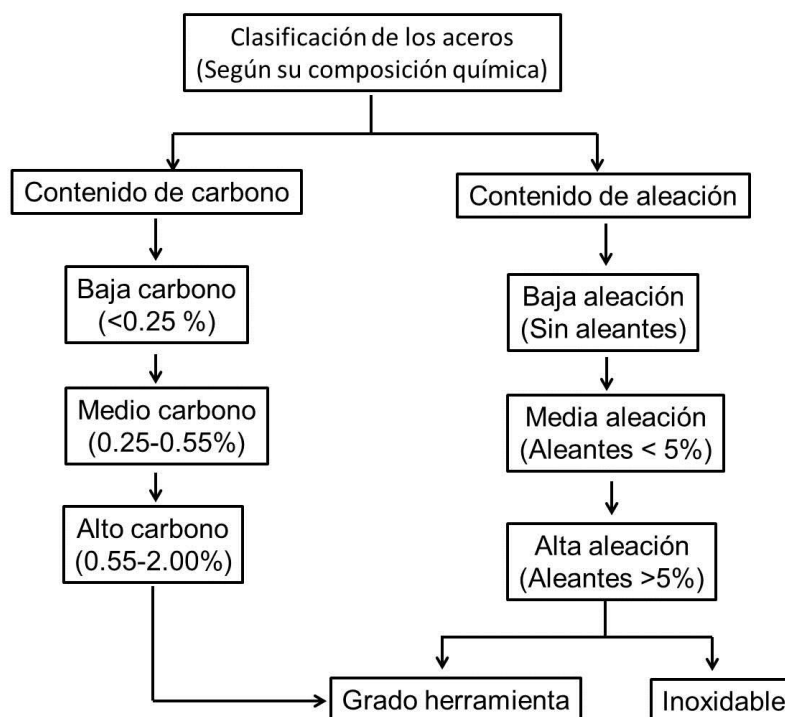 Clasificación de los aceros
(Según su composición química)
Contenido de carbono
Contenido de aleación
Baja carbono
(<0.25 %)
Baja aleación
(Sin aleantes)
Medio carbono
(0.25-0.55%)
Media aleación
(Aleantes < 5%)
Alto carbono
(0.55-2.00%)
Alta aleación
(Aleantes >5%)
Grado herramienta
Inoxidable